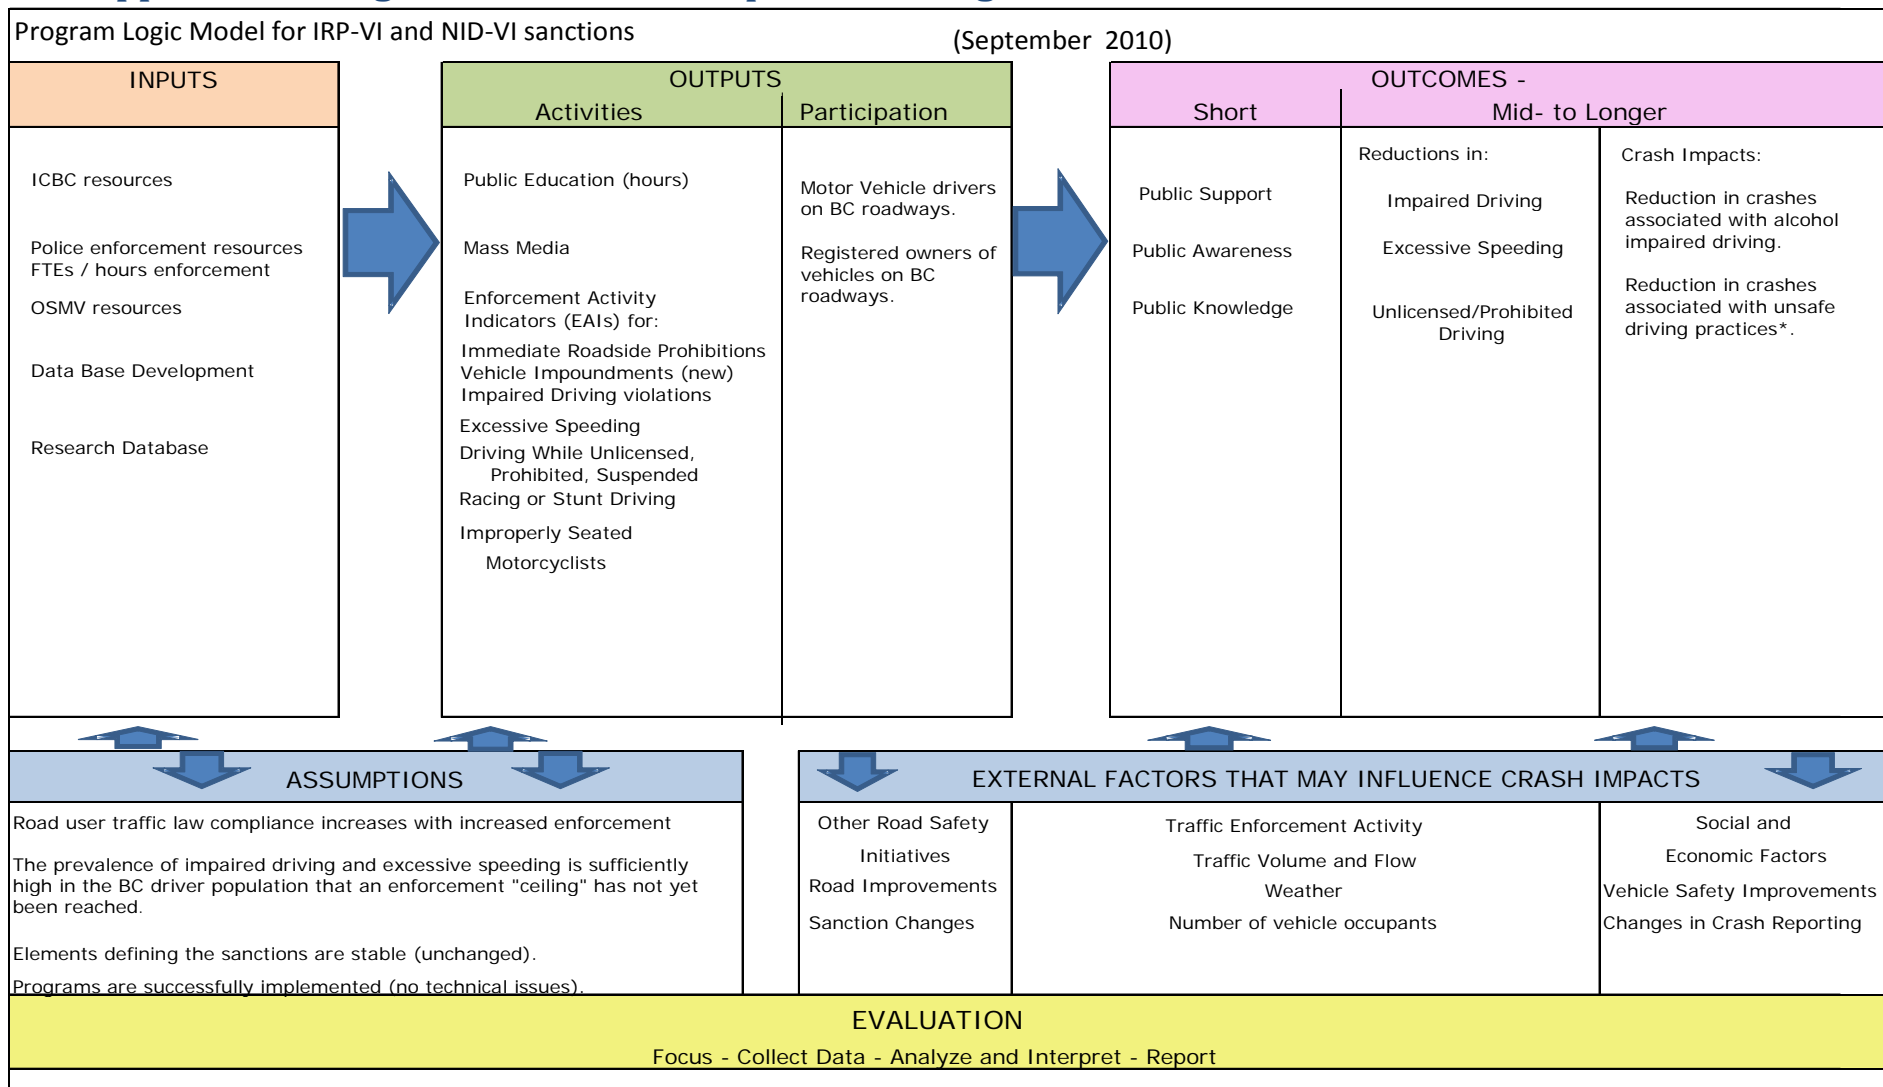 Program Logic Model for IRP-VI and NID-VI sanctions
(September 2010)
INPUTS
ICBC resources
Police enforcement resources
FTEs / hours enforcement
OSMV resources
Data Base Development
Research Database
OUTPUTS
Activities
Participation
Public Education (hours)
Mass Media
Enforcement Activity
Indicators (EAIs) for:
Immediate Roadside Prohibitions
Vehicle Impoundments (new)
Impaired Driving violations
Excessive Speeding
Driving While Unlicensed,
Prohibited, Suspended
Racing or Stunt Driving
Improperly Seated
Motorcyclists
Motor Vehicle drivers
on BC roadways.
Registered owners of
vehicles on BC
roadways.
OUTCOMES -
Short
Mid- to Longer
Public Support
Public Awareness
Public Knowledge
Reductions in:
Impaired Driving
Excessive Speeding
Unlicensed/Prohibited
Driving
Crash Impacts:
Reduction in crashes
associated with alcohol
impaired driving.
Reduction in crashes
associated with unsafe
driving practices*.
ASSUMPTIONS
Road user traffic law compliance increases with increased enforcement
The prevalence of impaired driving and excessive speeding is sufficiently
high in the BC driver population that an enforcement "ceiling" has not yet
been reached.
Elements defining the sanctions are stable (unchanged).
Programs are successfully implemented (no technical issues).
EXTERNAL FACTORS THAT MAY INFLUENCE CRASH IMPACTS
Other Road Safety
Initiatives
Road Improvements
Sanction Changes
Traffic Enforcement Activity
Traffic Volume and Flow
Weather
Number of vehicle occupants
Social and
Economic Factors
Vehicle Safety Improvements
Changes in Crash Reporting
EVALUATION
Focus - Collect Data - Analyze and Interpret - Report